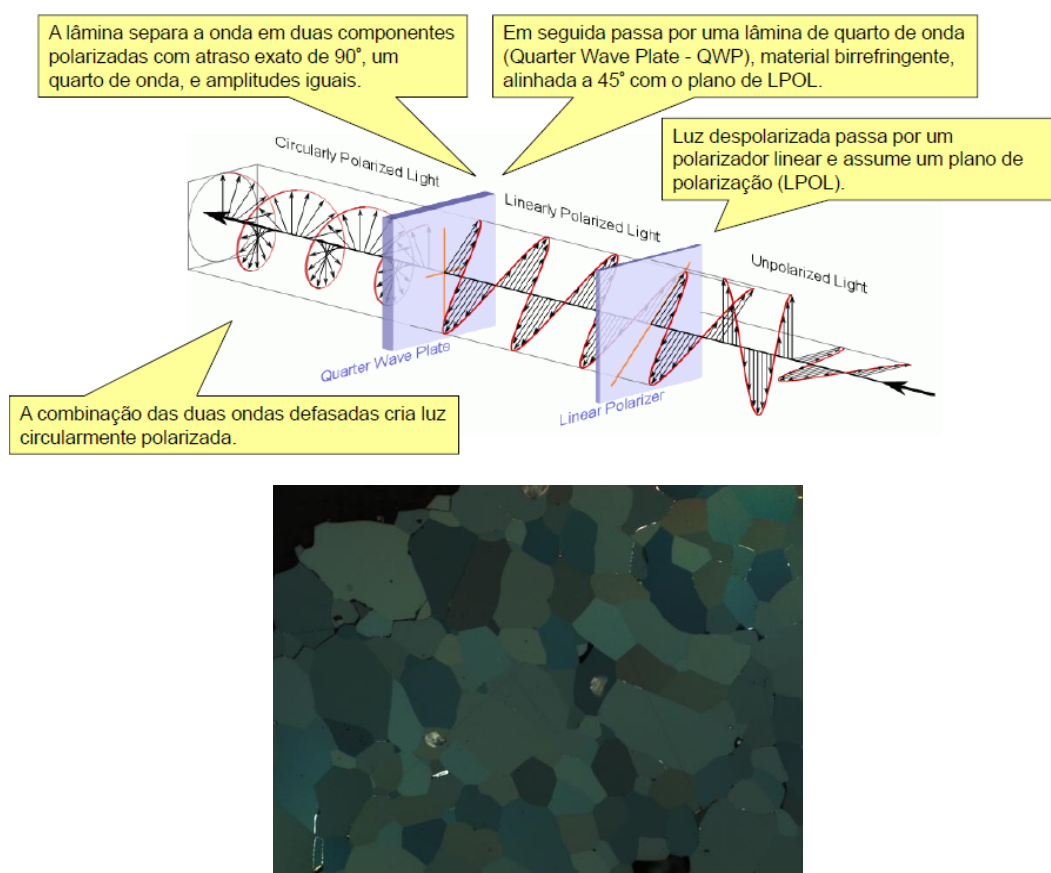 A lâmina separa a onda em duas componentes
polarizadas com atraso exato de 90°, um
quarto de onda, e amplitudes iguais.
Em seguida passa por uma lâmina de quarto de onda
(Quarter Wave Plate - QWP), material birrefringente,
alinhada a 45° com o plano de LPOL.
Luz despolarizada passa por um
polarizador linear e assume um plano de
polarização (LPOL).
Circularly Polarized Light
Linearly Polarized Light
Unpolarized Light
Quarter Wave Plate
Linear Polarizer
A combinação das duas ondas defasadas cria luz
circularmente polarizada.